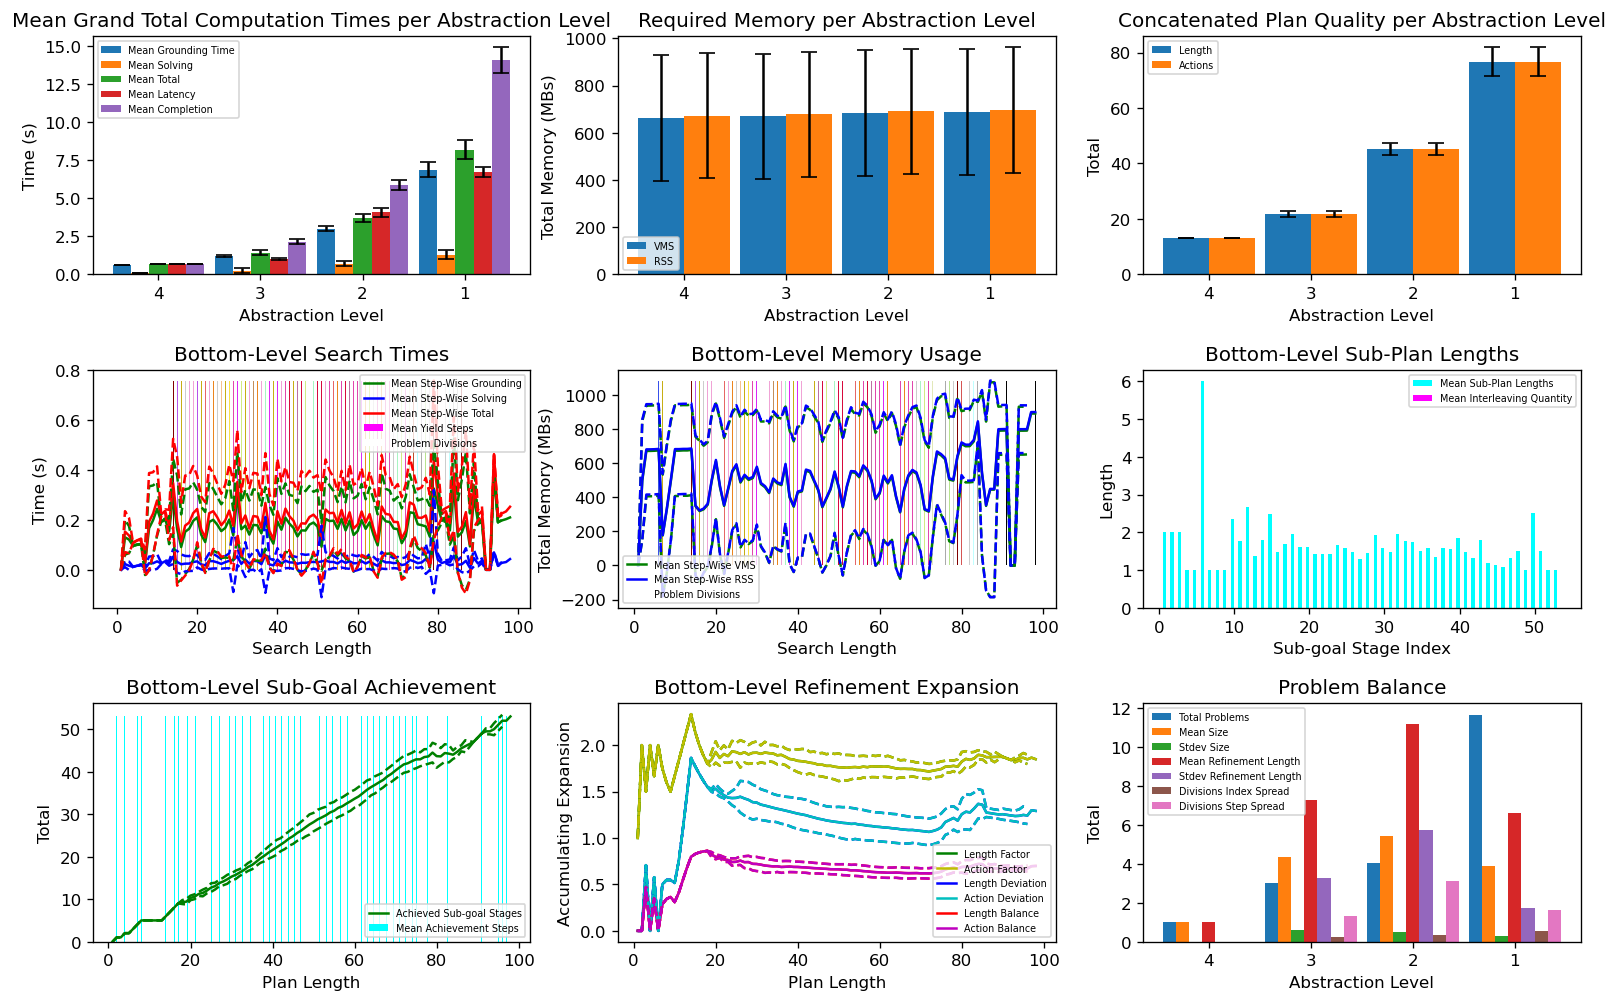 Mean Grand Total Computation Times per Abstraction Level
Time (s)
15.0
12.5
10.0
7.5
5.0
2.5
0.0
Mean Grounding Time
Mean Solving
Mean Total
Mean Latency
Mean Completion
4 3 2 1
Abstraction Level
Required Memory per Abstraction Level
Total Memory (MBs)
1000
800
600
400
200
0
VMS
RSS
4 3 2 1
Abstraction Level
Concatenated Plan Quality per Abstraction Level
Total
80
60
40
20
0
Length
Actions
4 3 2 1
Abstraction Level
Bottom-Level Search Times
Time (s)
0.8
0.6
0.4
0.2
0.0
Mean Step-Wise Grounding
Mean Step-Wise Solving
Mean Step-Wise Total
Mean Yield Steps
Problem Divisions
0 20 40 60 80 100
Search Length
Bottom-Level Memory Usage
Total Memory (MBs)
1000
800
600
400
200
0
−200
Mean Step-Wise VMS
Mean Step-Wise RSS
Problem Divisions
0 20 40 60 80 100
Search Length
Bottom-Level Sub-Plan Lengths
Length
6
5
4
3
2
1
0
Mean Sub-Plan Lengths
Mean Interleaving Quantity
0 10 20 30 40 50
Sub-goal Stage Index
Bottom-Level Sub-Goal Achievement
Total
50
40
30
20
10
0
Achieved Sub-goal Stages
Mean Achievement Steps
0 20 40 60 80 100
Plan Length
Bottom-Level Refinement Expansion
Accumulating Expansion
2.0
1.5
1.0
0.5
0.0
Length Factor
Action Factor
Length Deviation
Action Deviation
Length Balance
Action Balance
0 20 40 60 80 100
Plan Length
Problem Balance
Total
12
10
8
6
4
2
0
Total Problems
Mean Size
Stdev Size
Mean Refinement Length
Stdev Refinement Length
Divisions Index Spread
Divisions Step Spread
4 3 2 1
Abstraction Level